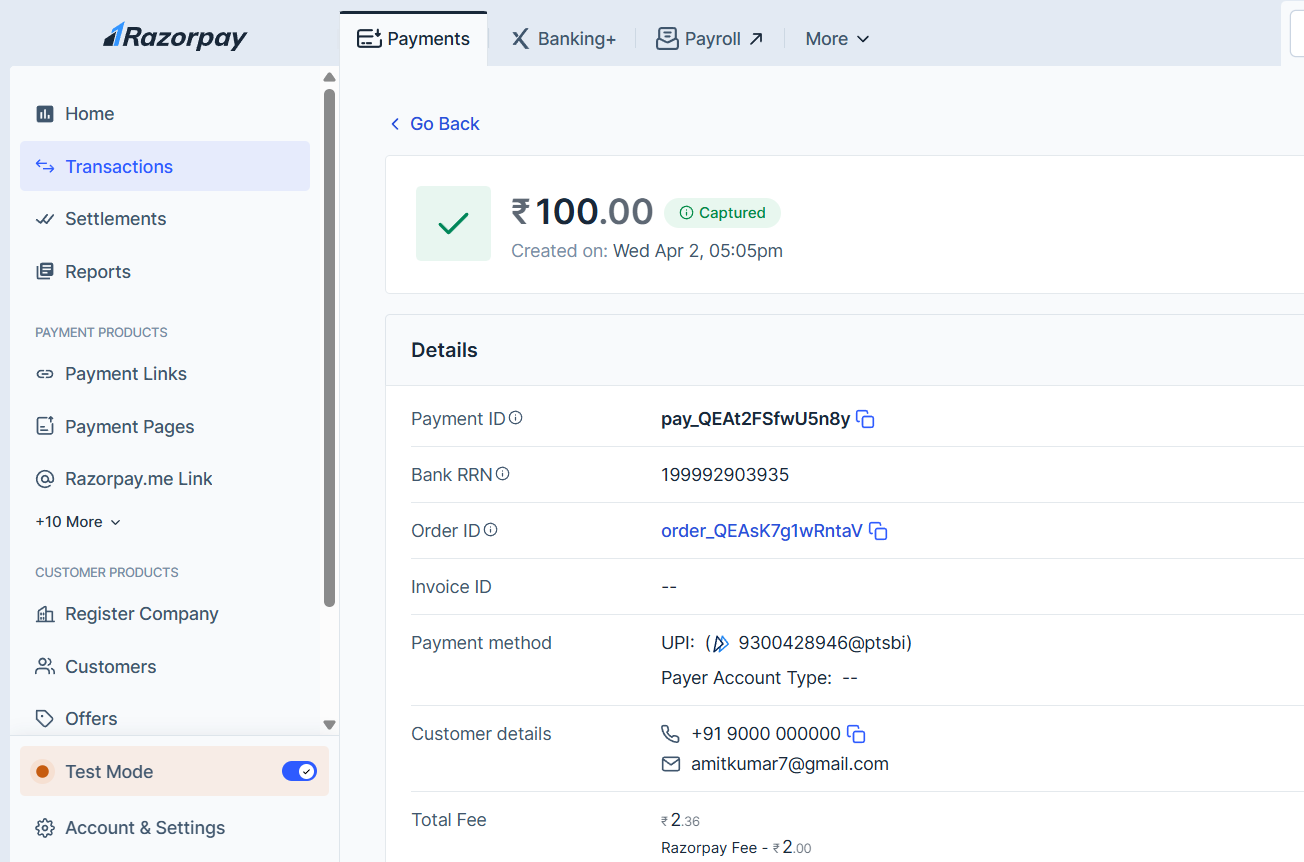 Razorpay
Payments
Banking+
Payroll
More
Home
Transactions
Settlements
Reports
PAYMENT PRODUCTS
Payment Links
Payment Pages
Razorpay.me Link
+10 More
CUSTOMER PRODUCTS
Register Company
Customers
Offers
Test Mode
Account & Settings
Go Back
₹100.00 Captured
Created on: Wed Apr 2, 05:05pm
Details
Payment ID pay_QEAt2FSfwU5n8y
Bank RRN 199992903935
Order ID order_QEAsK7g1wRntaV
Invoice ID --
Payment method UPI: ( 9300428946@ptsbi)
Payer Account Type: --
Customer details +91 9000 000000
amitkumar7@gmail.com
Total Fee ₹2.36
Razorpay Fee - ₹2.00